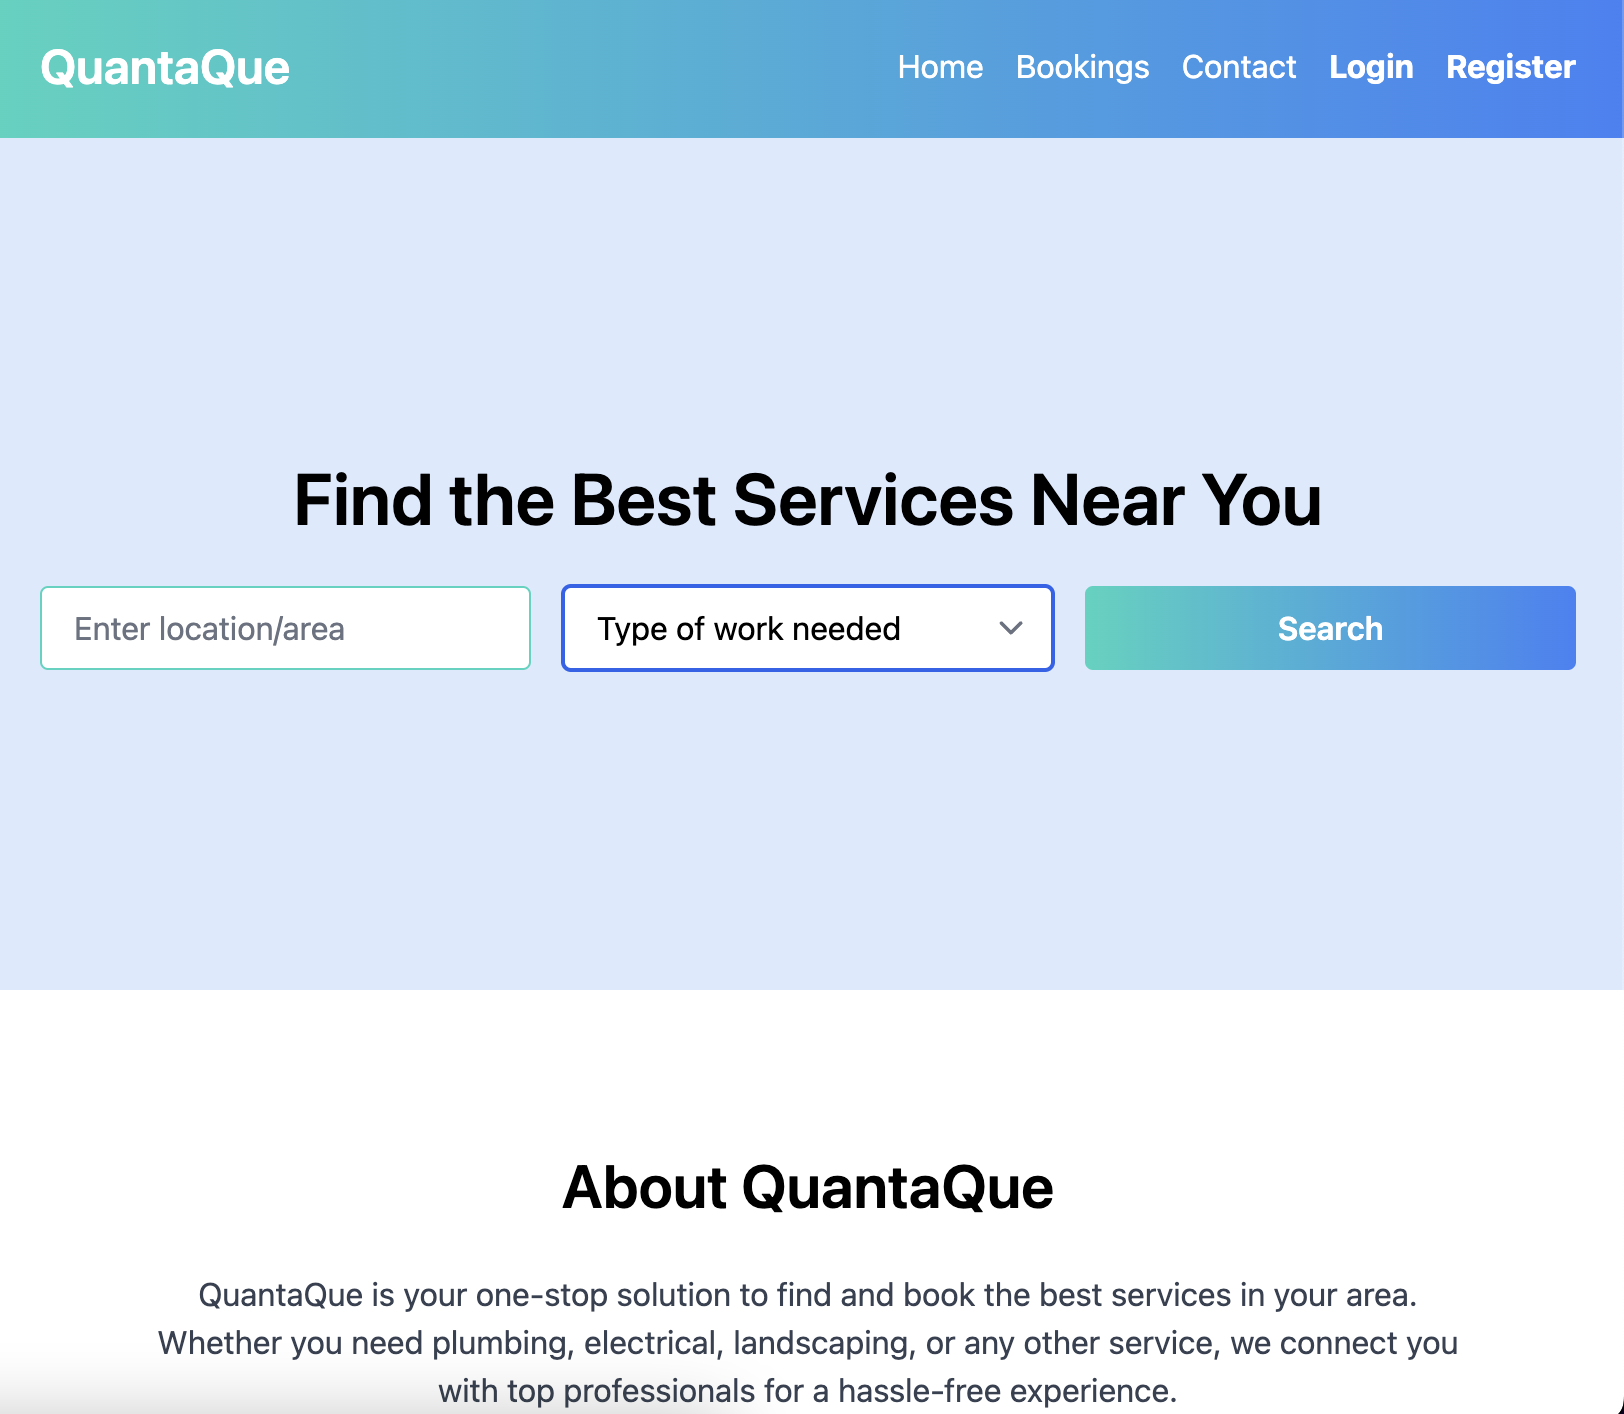 QuantaQue
Home Bookings Contact Login Register
Find the Best Services Near You
Enter location/area
Type of work needed
Search
About QuantaQue
QuantaQue is your one-stop solution to find and book the best services in your area.
Whether you need plumbing, electrical, landscaping, or any other service, we connect you
with top professionals for a hassle-free experience.